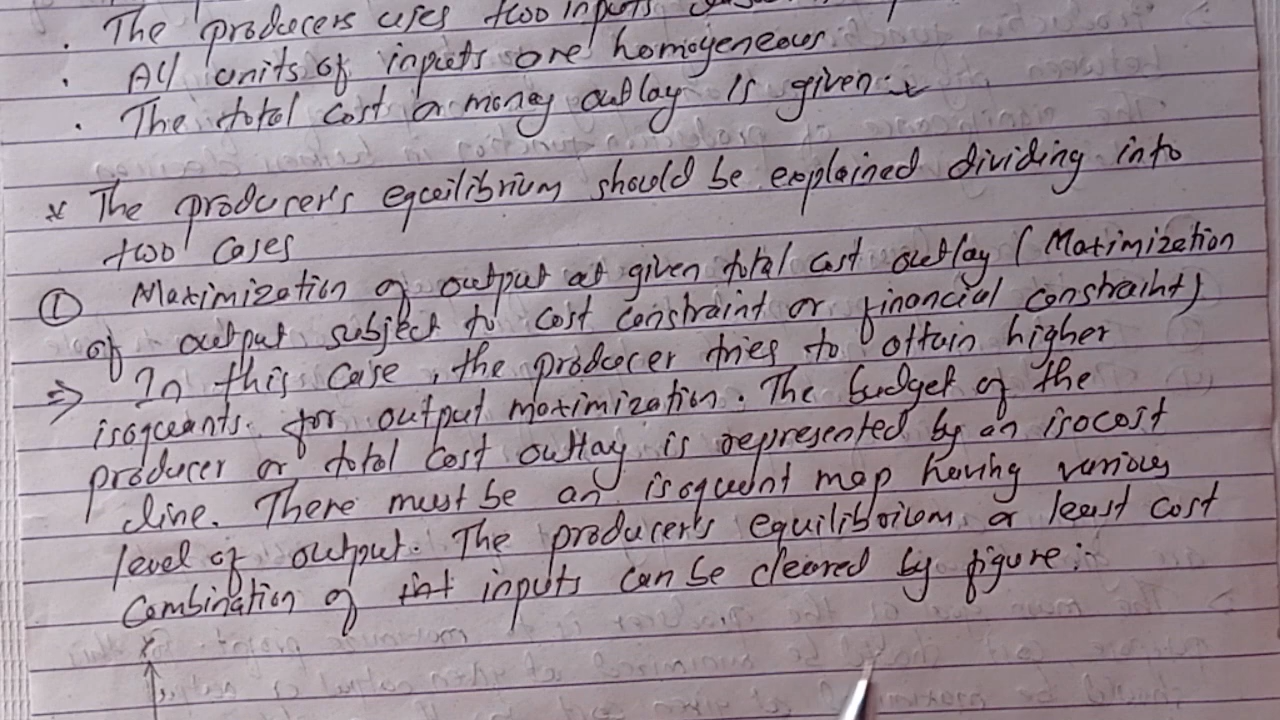 . The producers uses two inputs
. All units of inputs are homogeneous
. The total cost or money outlay is given :-
* The producer's equilibrium should be explained dividing into
two cases
① Maximization of output at given total cost outlay ( Maximization
of output subject to cost constraint or financial constraint)
⇒ In this case, the producer tries to attain higher
isoquants. for output maximization. The budget of the
producer or total cost outlay is represented by an isocost
line. There must be an isoquant map having various
level of output. The producer's equilibrium or least cost
Combination of inputs can be cleared by figure :-
Y